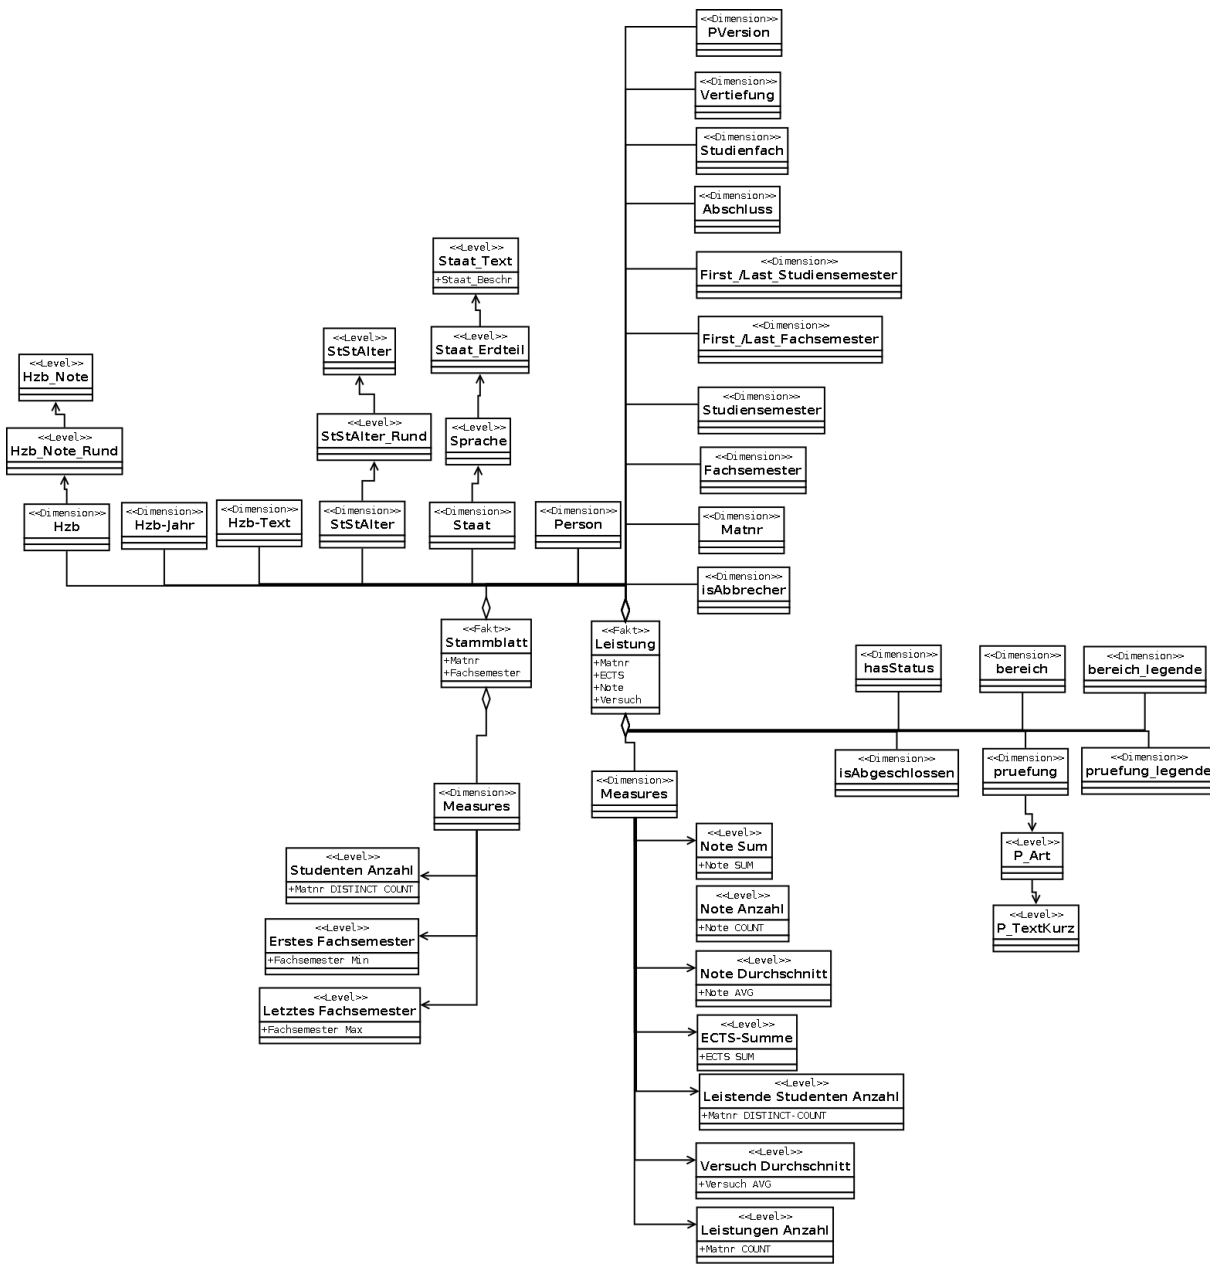 <<Dimension>>
PVersion
<<Dimension>>
Vertiefung
<<Dimension>>
Studienfach
<<Dimension>>
Abschluss
<<Level>>
Staat_Text
+Staat_Beschr
<<Dimension>>
First_/Last_Studiensemester
<<Level>>
StStAlter
<<Level>>
Staat_Erdteil
<<Dimension>>
First_/Last_Fachsemester
<<Level>>
Hzb_Note
<<Level>>
Hzb_Note_Rund
<<Level>>
StStAlter_Rund
<<Level>>
Sprache
<<Dimension>>
Studiensemester
<<Dimension>>
Fachsemester
<<Dimension>>
Hzb
<<Dimension>>
Hzb-Jahr
<<Dimension>>
Hzb-Text
<<Dimension>>
StStAlter
<<Dimension>>
Staat
<<Dimension>>
Person
<<Dimension>>
Matnr
<<Dimension>>
isAbbrecher
<<Fakt>>
Stammblatt
+Matnr
+Fachsemester
<<Fakt>>
Leistung
+Matnr
+ECTS
+Note
+Versuch
<<Dimension>>
hasStatus
<<Dimension>>
bereich
<<Dimension>>
bereich_legende
<<Dimension>>
isAbgeschlossen
<<Dimension>>
pruefung
<<Dimension>>
pruefung_legende
<<Level>>
P_Art
<<Level>>
P_TextKurz
<<Dimension>>
Measures
<<Level>>
Studenten Anzahl
+Matnr DISTINCT COUNT
<<Level>>
Erstes Fachsemester
+Fachsemester Min
<<Level>>
Letztes Fachsemester
+Fachsemester Max
<<Dimension>>
Measures
<<Level>>
Note Sum
+Note SUM
<<Level>>
Note Anzahl
+Note COUNT
<<Level>>
Note Durchschnitt
+Note AVG
<<Level>>
ECTS-Summe
+ECTS SUM
<<Level>>
Leistende Studenten Anzahl
+Matnr DISTINCT-COUNT
<<Level>>
Versuch Durchschnitt
+Versuch AVG
<<Level>>
Leistungen Anzahl
+Matnr COUNT